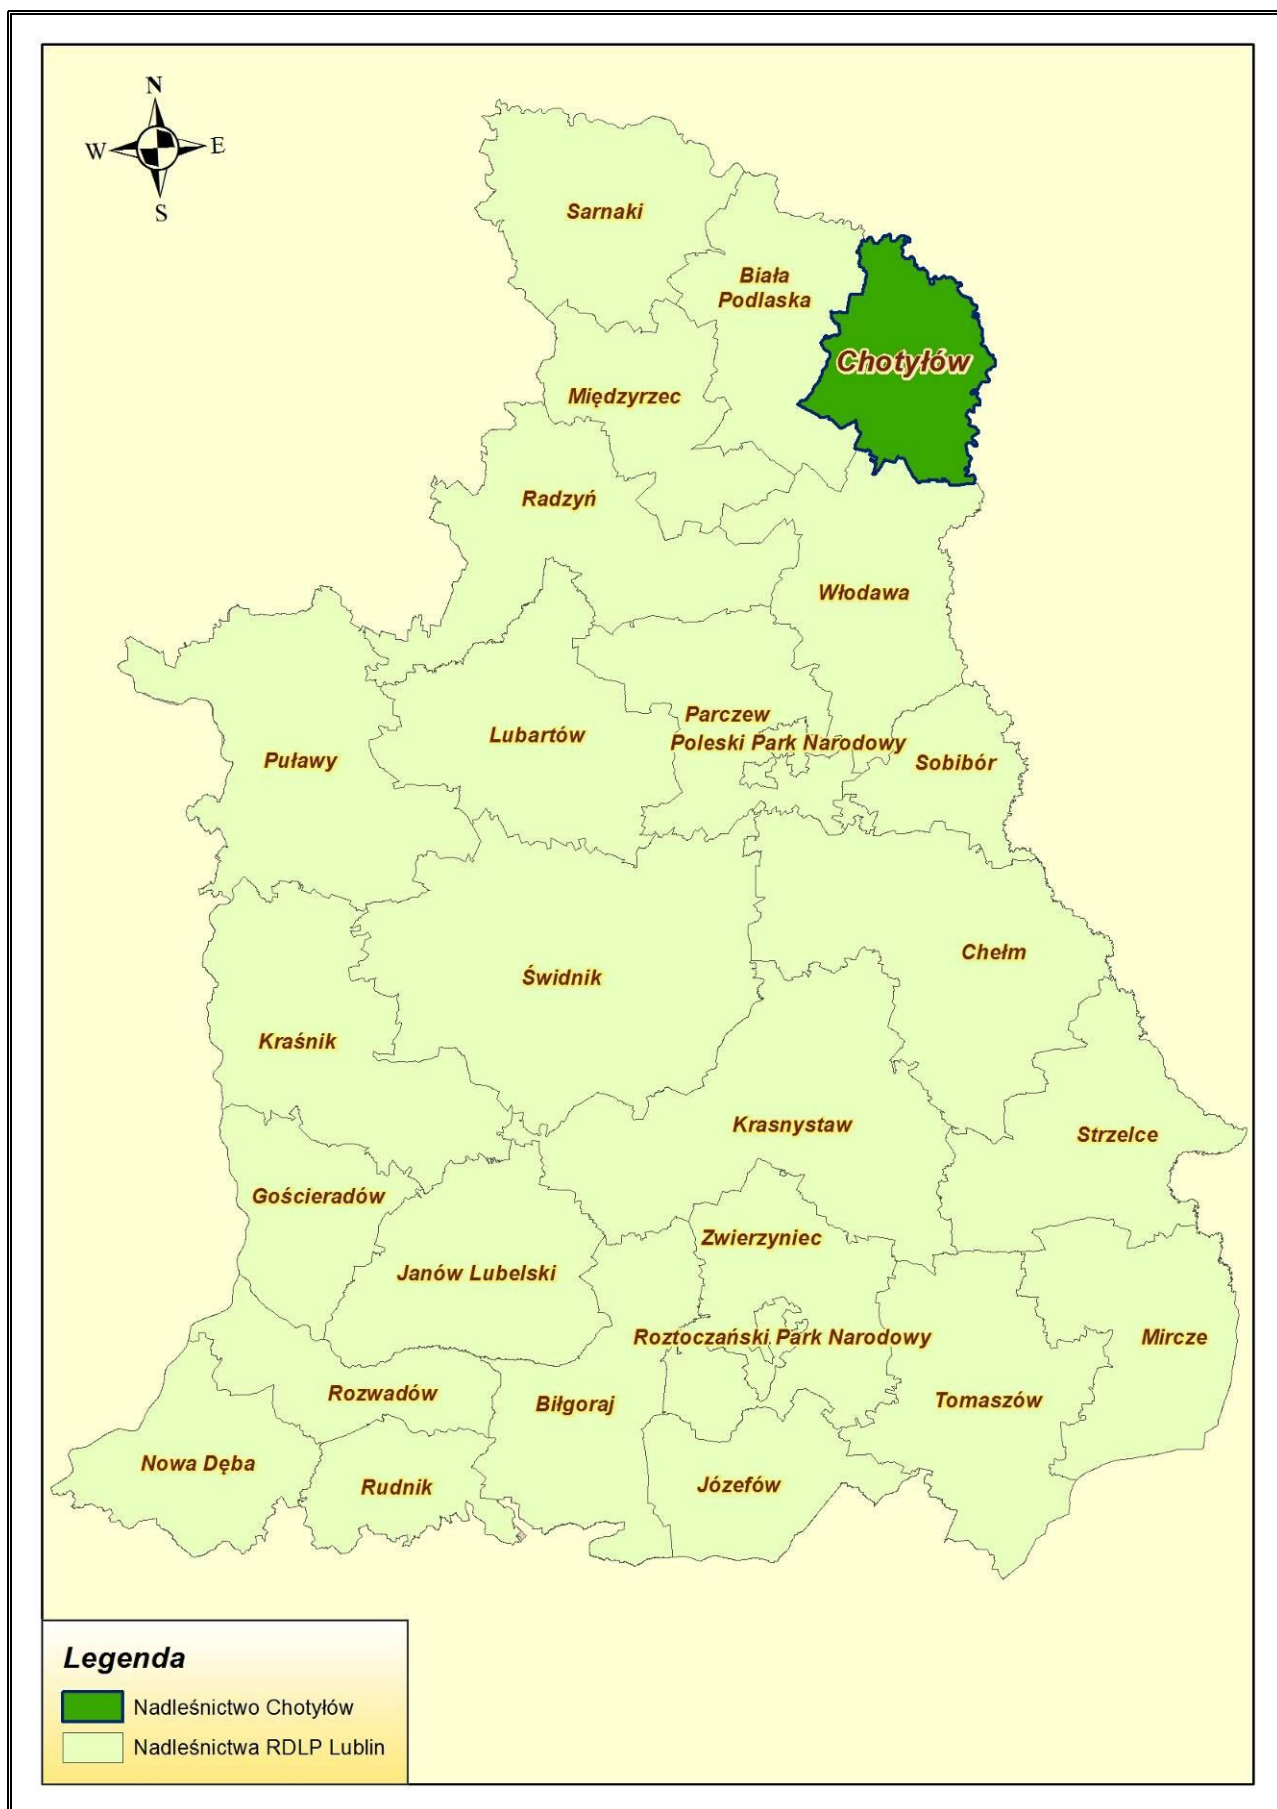 N
W E
S
Sarnaki
Biała
Podlaska
Chotyłów
Międzyrzec
Radzyń
Włodawa
Parczew
Lubartów
Poleski Park Narodowy
Puławy
Sobibór
Chełm
Świdnik
Kraśnik
Krasnystaw
Strzelce
Gościeradów
Zwierzyniec
Janów Lubelski
Roztoczański Park Narodowy
Mircze
Rozwadów
Biłgoraj
Tomaszów
Nowa Dęba
Rudnik
Józefów
Legenda
Nadleśnictwo Chotyłów
Nadleśnictwa RDLP Lublin